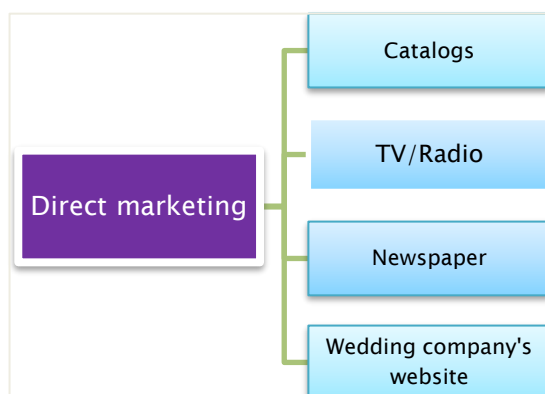 Direct marketing
Catalogs
TV/Radio
Newspaper
Wedding company's
website